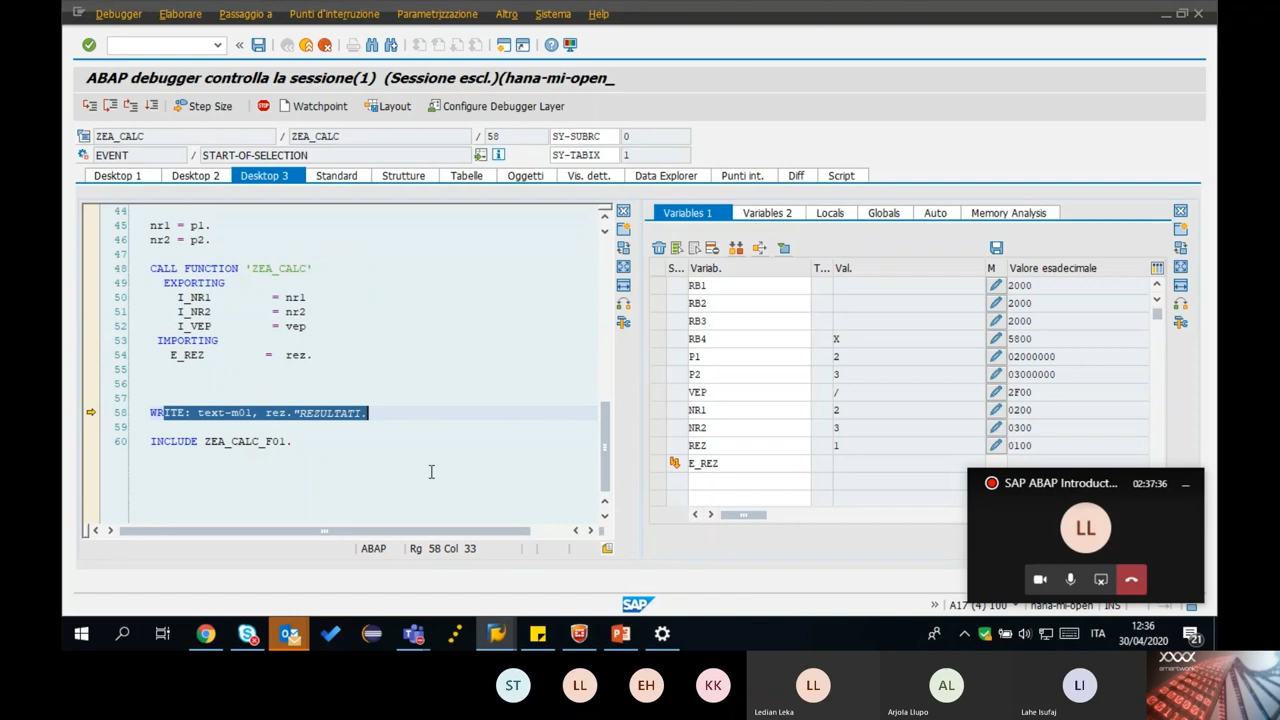 Debugger Elaborare Passaggio a Punti d'interruzione Parametrizzazione Altro Sistema Help
ABAP debugger controlla la sessione(1) (Sessione escl.)(hana-mi-open_
Step Size Watchpoint Layout Configure Debugger Layer
ZEA_CALC / ZEA_CALC / 58 SY-SUBRC 0
EVENT / START-OF-SELECTION SY-TABIX 1
Desktop 1 Desktop 2 Desktop 3 Standard Strutture Tabelle Oggetti Vis. dett. Data Explorer Punti int. Diff Script
44
45 nr1 = p1.
46 nr2 = p2.
47
48 CALL FUNCTION 'ZEA_CALC'
49 EXPORTING
50 I_NR1 = nr1
51 I_NR2 = nr2
52 I_VEP = vep
53 IMPORTING
54 E_REZ = rez.
55
56
57
58 WRITE: text-m01, rez."REZULTATI.
59
60 INCLUDE ZEA_CALC_F01.
ABAP Rg 58 Col 33
Variables 1 Variables 2 Locals Globals Auto Memory Analysis
S... Variab. T... Val. M Valore esadecimale
RB1 2000
RB2 2000
RB3 2000
RB4 X 5800
P1 2 02000000
P2 3 03000000
VEP / 2F00
NR1 2 0200
NR2 3 0300
REZ 1 0100
E_REZ
SAP ABAP Introduct... 02:37:36
LL
SAP
A17 (4) 100 hana-mi-open INS
ITA
12:36
30/04/2020
21
ST LL EH KK LL AL LI
Ledian Leka Arjola Llupo Lahe Isufaj
XXXX
smartwork